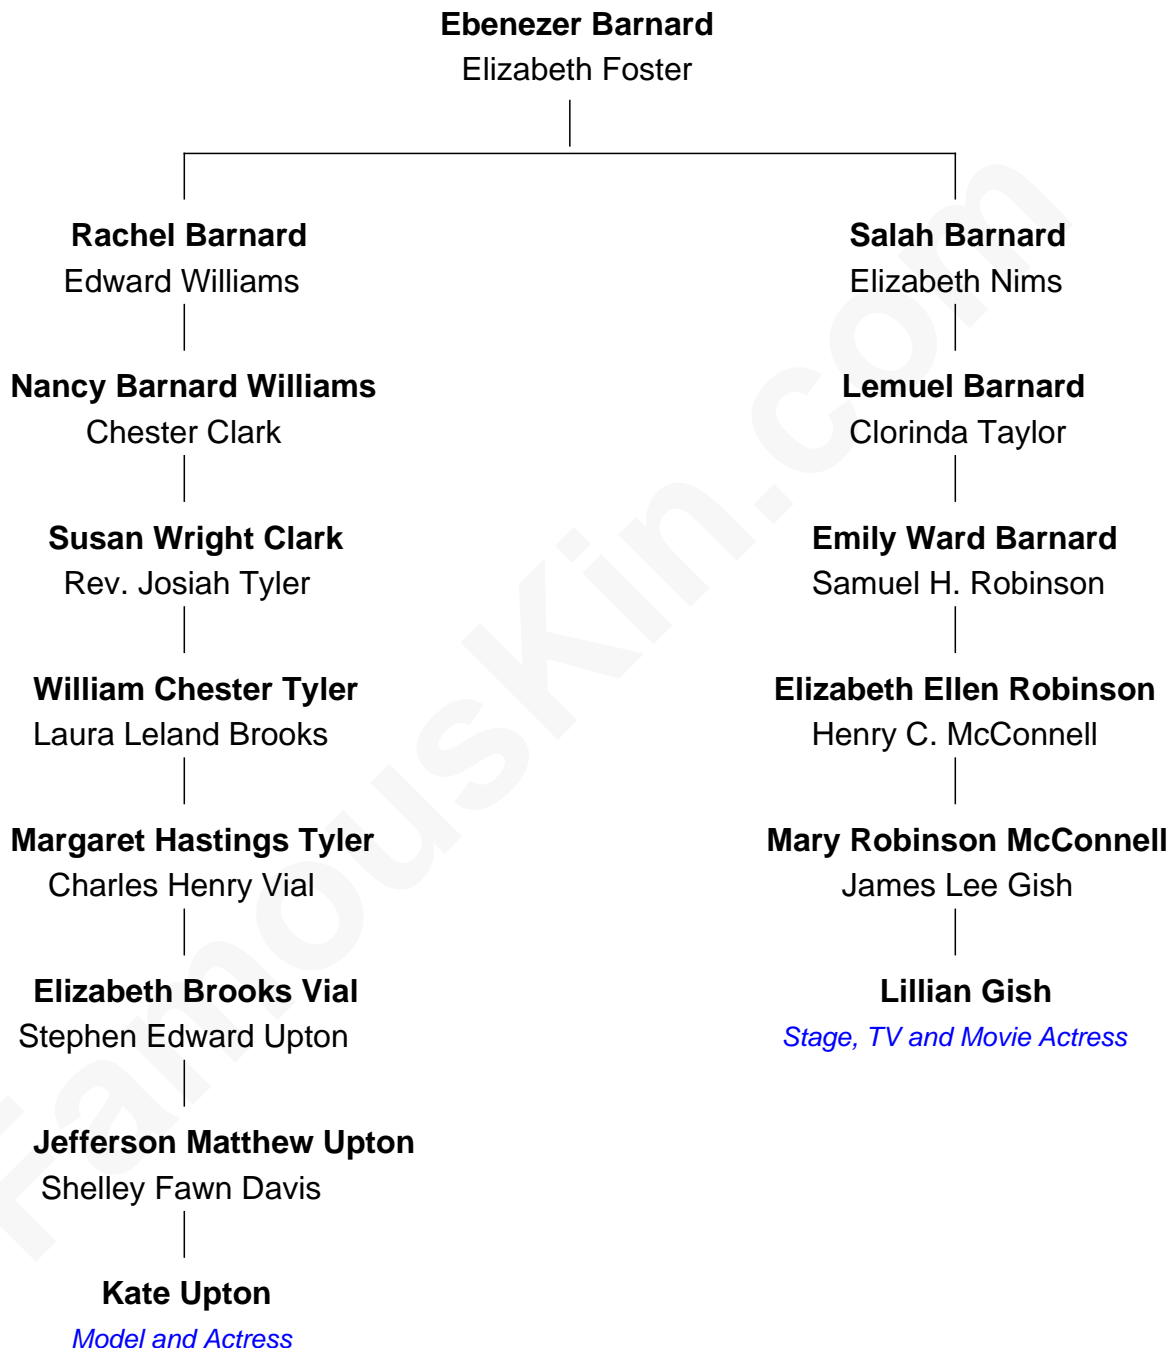 Ebenezer Barnard
Elizabeth Foster
Rachel Barnard
Edward Williams
Nancy Barnard Williams
Chester Clark
Susan Wright Clark
Rev. Josiah Tyler
William Chester Tyler
Laura Leland Brooks
Margaret Hastings Tyler
Charles Henry Vial
Elizabeth Brooks Vial
Stephen Edward Upton
Jefferson Matthew Upton
Shelley Fawn Davis
Kate Upton
Model and Actress
Salah Barnard
Elizabeth Nims
Lemuel Barnard
Clorinda Taylor
Emily Ward Barnard
Samuel H. Robinson
Elizabeth Ellen Robinson
Henry C. McConnell
Mary Robinson McConnell
James Lee Gish
Lillian Gish
Stage, TV and Movie Actress
FamousKin.com